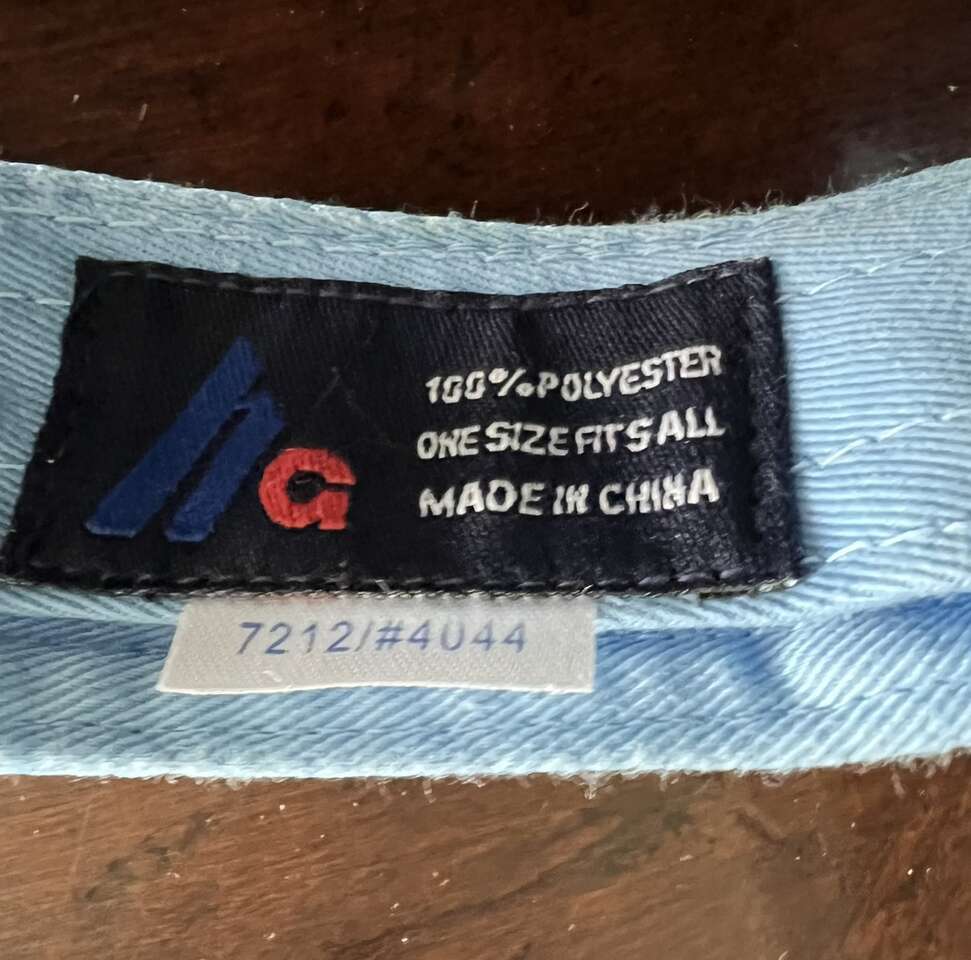 100% POLYESTER
ONE SIZE FITS ALL
MADE IN CHINA
7212/#4044